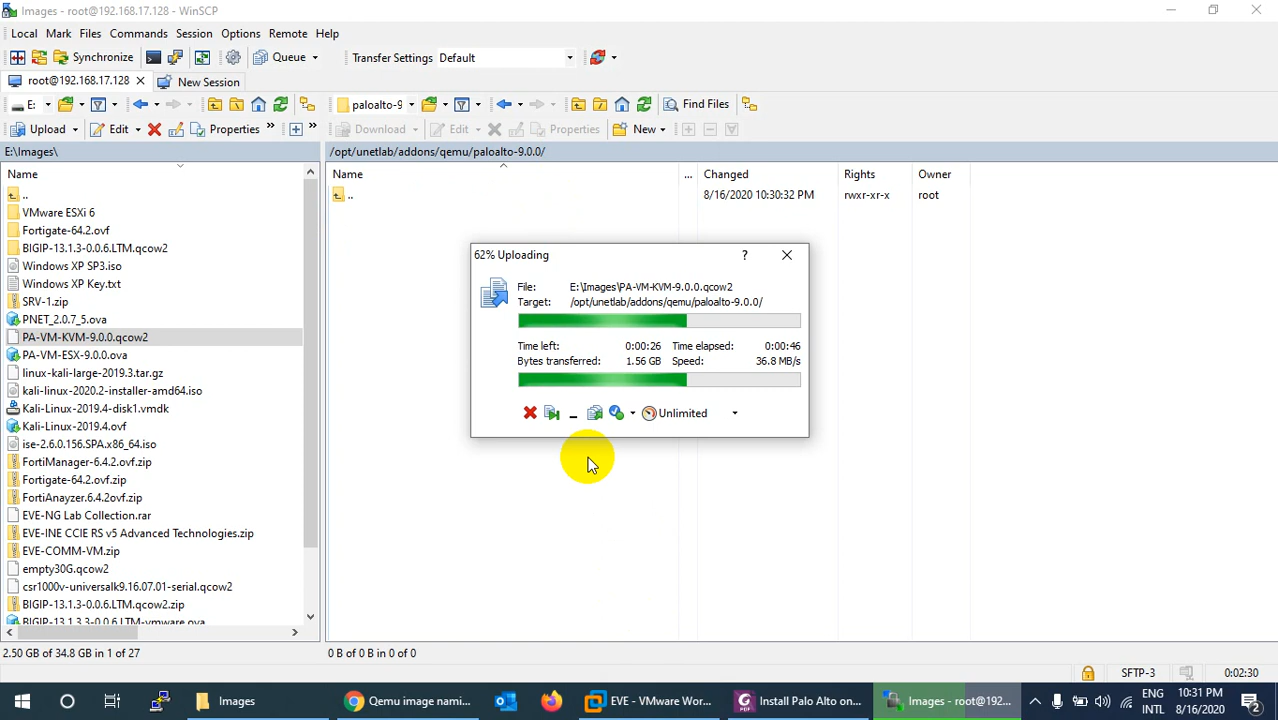 Images - root@192.168.17.128 - WinSCP
Local Mark Files Commands Session Options Remote Help
Synchronize Queue Transfer Settings Default
root@192.168.17.128 New Session
E: paloalto-9 Find Files
Upload Edit Properties » » Download Edit Properties New
E:\Images\ /opt/unetlab/addons/qemu/paloalto-9.0.0/
Name Name ... Changed Rights Owner
.. .. 8/16/2020 10:30:32 PM rwxr-xr-x root
VMware ESXi 6
Fortigate-64.2.ovf
BIGIP-13.1.3-0.0.6.LTM.qcow2
Windows XP SP3.iso
Windows XP Key.txt
SRV-1.zip
PNET_2.0.7_5.ova
PA-VM-KVM-9.0.0.qcow2
PA-VM-ESX-9.0.0.ova
linux-kali-large-2019.3.tar.gz
kali-linux-2020.2-installer-amd64.iso
Kali-Linux-2019.4-disk1.vmdk
Kali-Linux-2019.4.ovf
ise-2.6.0.156.SPA.x86_64.iso
FortiManager-6.4.2.ovf.zip
Fortigate-64.2.ovf.zip
FortiAnayzer.6.4.2ovf.zip
EVE-NG Lab Collection.rar
EVE-INE CCIE RS v5 Advanced Technologies.zip
EVE-COMM-VM.zip
empty30G.qcow2
csr1000v-universalk9.16.07.01-serial.qcow2
BIGIP-13.1.3-0.0.6.LTM.qcow2.zip
BIGIP-13.1.3.3-0.0.6.LTM-vmware.ova
62% Uploading ?
File: E:\Images\PA-VM-KVM-9.0.0.qcow2
Target: /opt/unetlab/addons/qemu/paloalto-9.0.0/
Time left: 0:00:26 Time elapsed: 0:00:46
Bytes transferred: 1.56 GB Speed: 36.8 MB/s
Unlimited
2.50 GB of 34.8 GB in 1 of 27 0 B of 0 B in 0 of 0
SFTP-3 0:02:30
Images Qemu image nami... EVE - VMware Wor... Install Palo Alto on... Images - root@192... ENG INTL 10:31 PM 8/16/2020 2